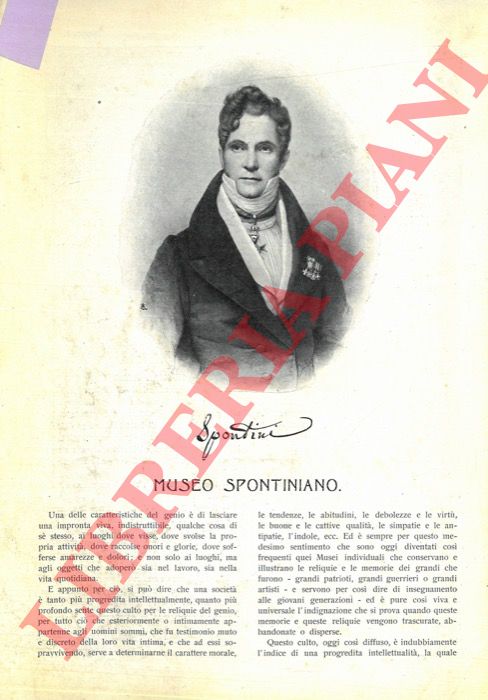 Spontini
MUSEO SPONTINIANO.
Una delle caratteristiche del genio è di lasciare
una impronta viva, indistruttibile, qualche cosa di
sè stesso, ai luoghi dove visse, dove svolse la
propria attività, dove raccolse onori e glorie, dove sof-
ferse amarezze e dolori; e non solo ai luoghi, ma
agli oggetti che adoperò sia nel lavoro, sia nella
vita quotidiana.
E appunto per ciò, si può dire che una società
è tanto più progredita intellettualmente, quanto più
profondo sente questo culto per le reliquie del genio,
per tutto ciò che esteriormente o intimamente ap-
partenne agli uomini sommi, che fu testimonio muto
e discreto della loro vita intima, e che ad essi so-
pravvivendo, serve a determinarne il carattere morale,
le tendenze, le abitudini, le debolezze e le virtù,
le buone e le cattive qualità, le simpatie e le an-
tipatie, l'indole, ecc. Ed è sempre per questo me-
desimo sentimento che sono oggi diventati così
frequenti quei Musei individuali che conservano e
illustrano le reliquie e le memorie dei grandi che
furono - grandi patrioti, grandi guerrieri o grandi
artisti - e servono per così dire di insegnamento
alle giovani generazioni - ed è pure così viva e
universale l'indignazione che si prova quando queste
memorie e queste reliquie vengono trascurate, ab-
bandonate o disperse.
Questo culto, oggi così diffuso, è indubbiamente
l'indice di una progredita intellettualità, la quale
LIBRERIAPIANI